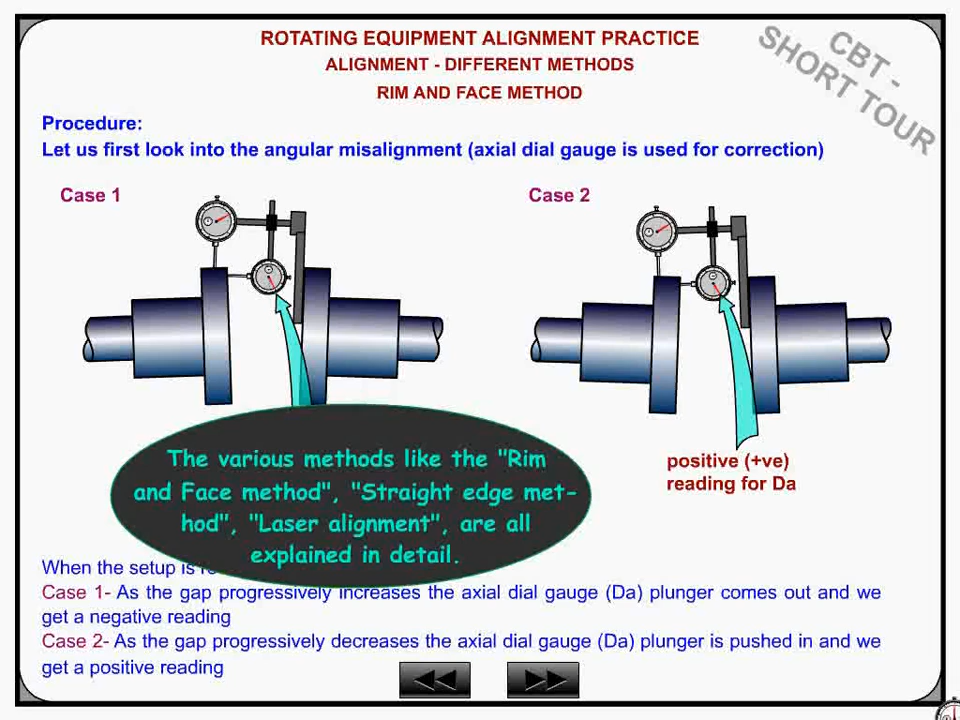 ROTATING EQUIPMENT ALIGNMENT PRACTICE
ALIGNMENT - DIFFERENT METHODS
RIM AND FACE METHOD
CBT -
SHORT TOUR
Procedure:
Let us first look into the angular misalignment (axial dial gauge is used for correction)
Case 1
Case 2
positive (+ve)
reading for Da
The various methods like the "Rim
and Face method", "Straight edge met-
hod", "Laser alignment", are all
explained in detail.
When the setup is
Case 1- As the gap progressively increases the axial dial gauge (Da) plunger comes out and we
get a negative reading
Case 2- As the gap progressively decreases the axial dial gauge (Da) plunger is pushed in and we
get a positive reading